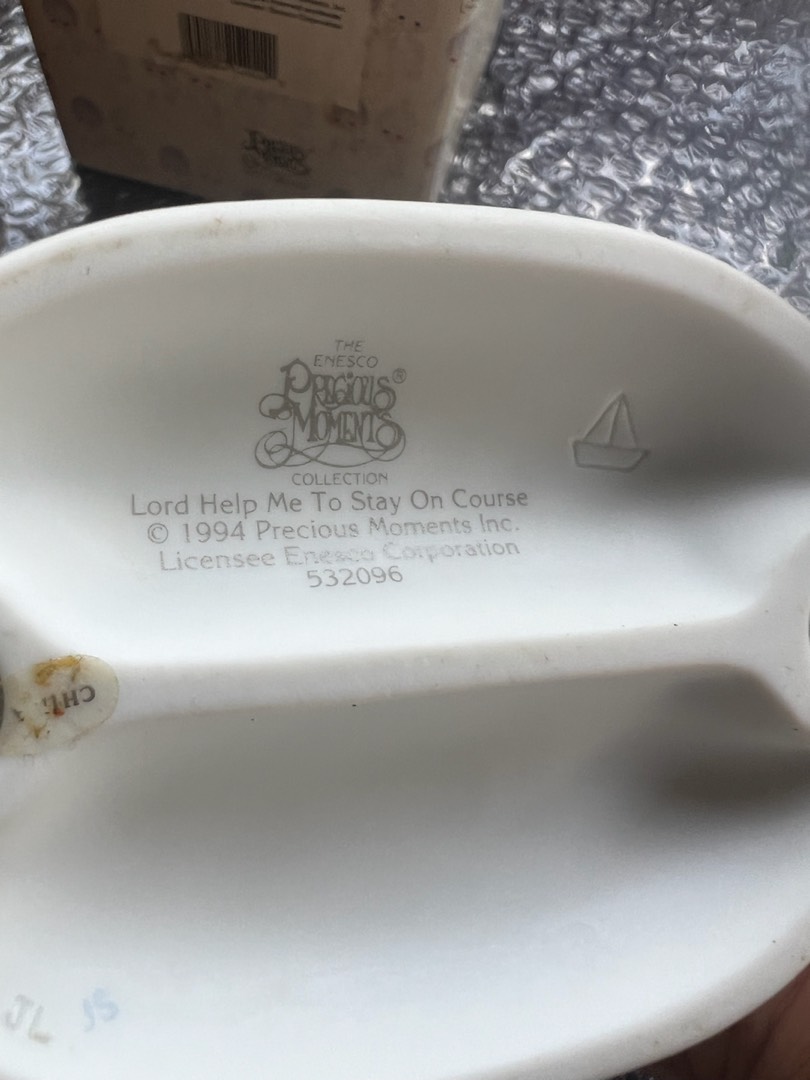 THE
ENESCO
PRECIOUS®
MOMENTS
COLLECTION
Lord Help Me To Stay On Course
© 1994 Precious Moments Inc.
Licensee Enesco Corporation
532096
JL